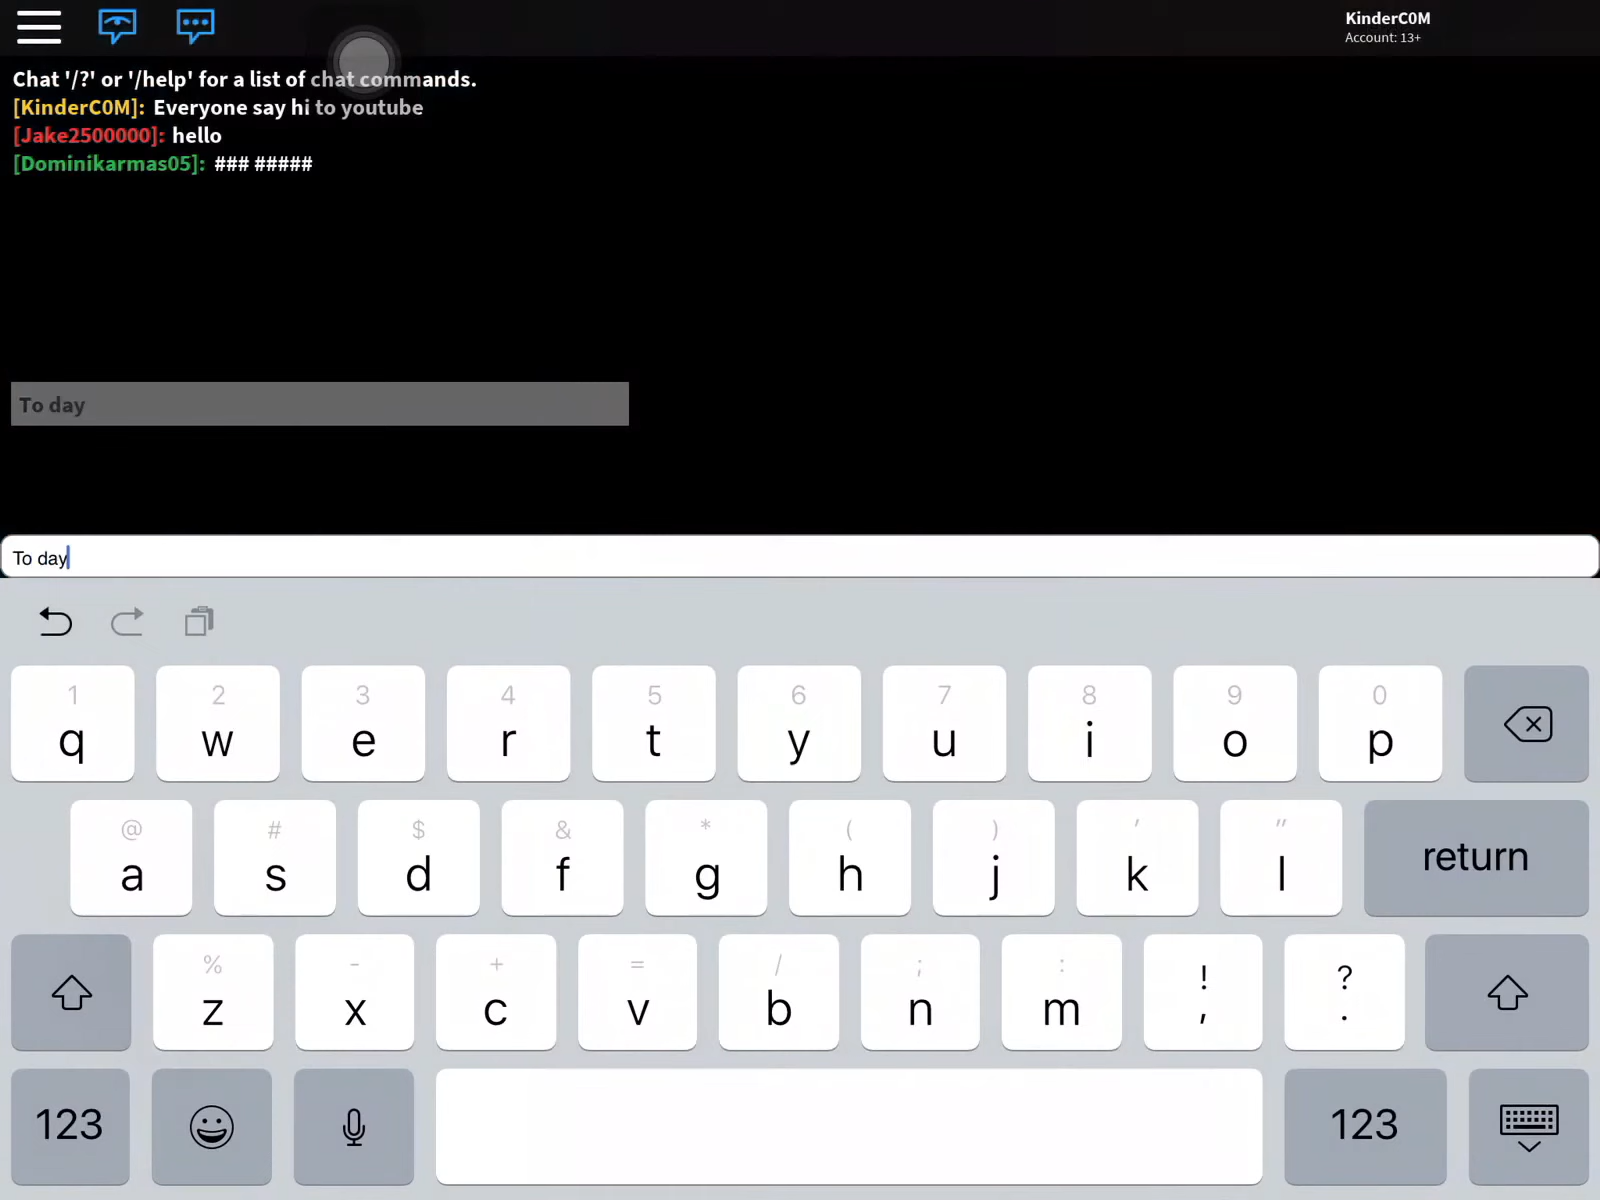 KinderC0M
Account: 13+
Chat '/?' or '/help' for a list of chat commands.
[KinderC0M]: Everyone say hi to youtube
[Jake2500000]: hello
[Dominikarmas05]: ### #####
To day
To day
1 2 3 4 5 6 7 8 9 0
q w e r t y u i o p
@ # $ & * ( ) ' "
a s d f g h j k l return
% - + = / ; : ! ?
z x c v b n m , .
123 123